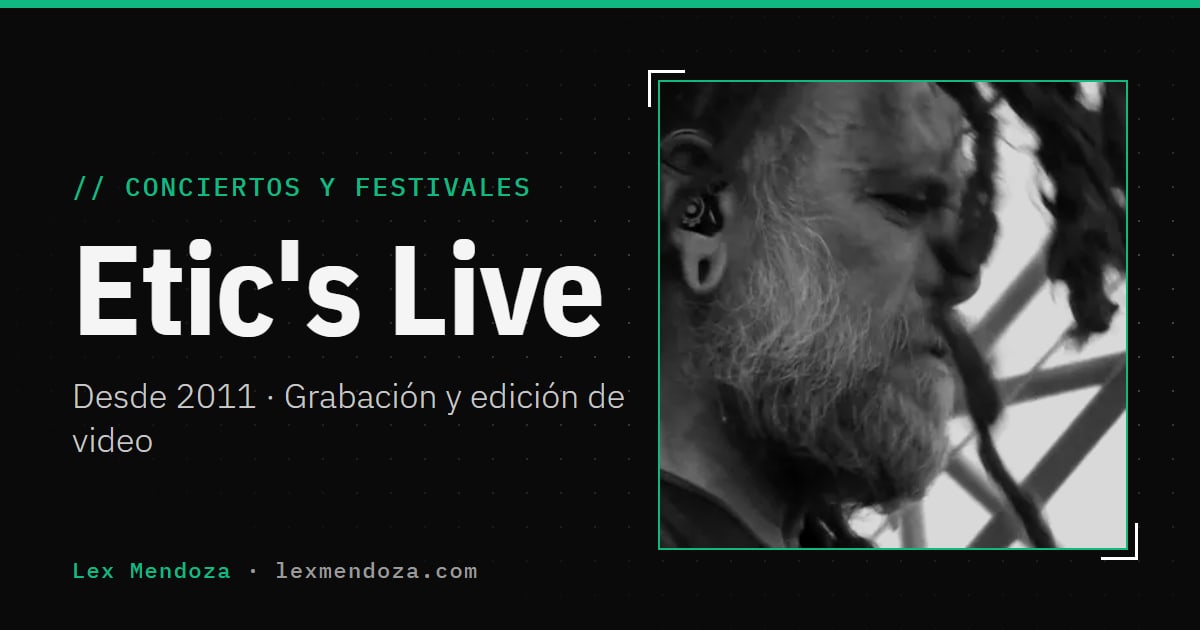 // CONCIERTOS Y FESTIVALES
Etic's Live
Desde 2011 · Grabación y edición de
video
Lex Mendoza · lexmendoza.com